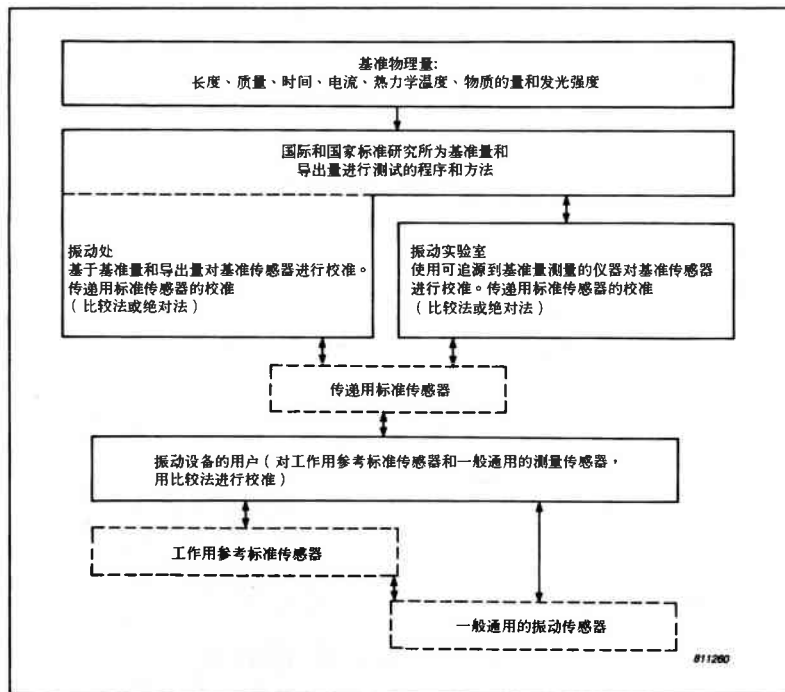 基准物理量:
长度、质量、时间、电流、热力学温度、物质的量和发光强度
国际和国家标准研究所为基准量和
导出量进行测试的程序和方法
振动处
基于基准量和导出量对基准传感器进行校准。
传递用标准传感器的校准
（比较法或绝对法）
振动实验室
使用可追源到基准量测量的仪器对基准传感器
进行校准。传递用标准传感器的校准
（比较法或绝对法）
传递用标准传感器
振动设备的用户（对工作用参考标准传感器和一般通用的测量传感器，
用比较法进行校准）
工作用参考标准传感器
一般通用的振动传感器
811260